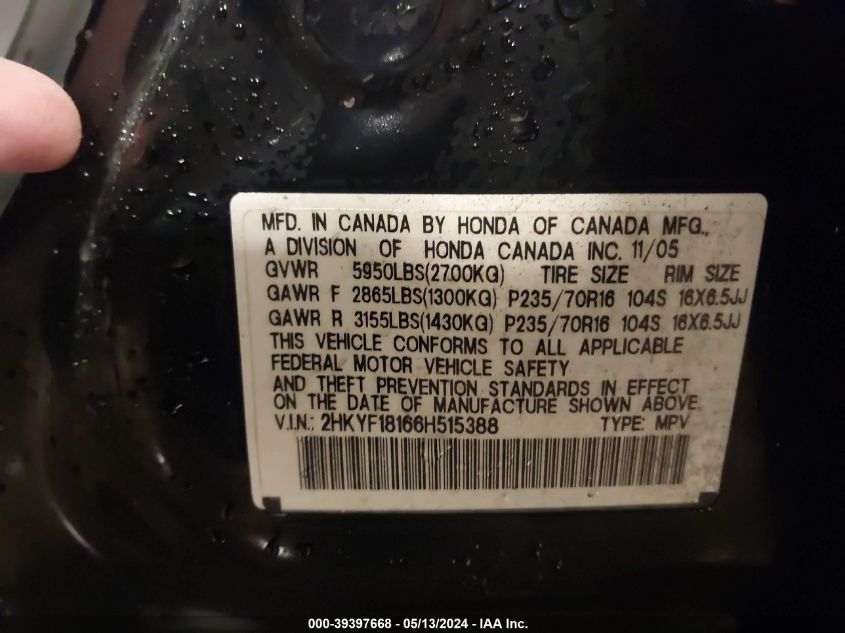 MFD. IN CANADA BY HONDA OF CANADA MFG.,
A DIVISION OF HONDA CANADA INC. 11/05
GVWR 5950LBS(2700KG) TIRE SIZE RIM SIZE
GAWR F 2865LBS(1300KG) P235/70R16 104S 16X6.5JJ
GAWR R 3155LBS(1430KG) P235/70R16 104S 16X6.5JJ
THIS VEHICLE CONFORMS TO ALL APPLICABLE
FEDERAL MOTOR VEHICLE SAFETY
AND THEFT PREVENTION STANDARDS IN EFFECT
ON THE DATE OF MANUFACTURE SHOWN ABOVE.
V.I.N.: 2HKYF18166H515388 TYPE: MPV
000-39397668 - 05/13/2024 - IAA Inc.